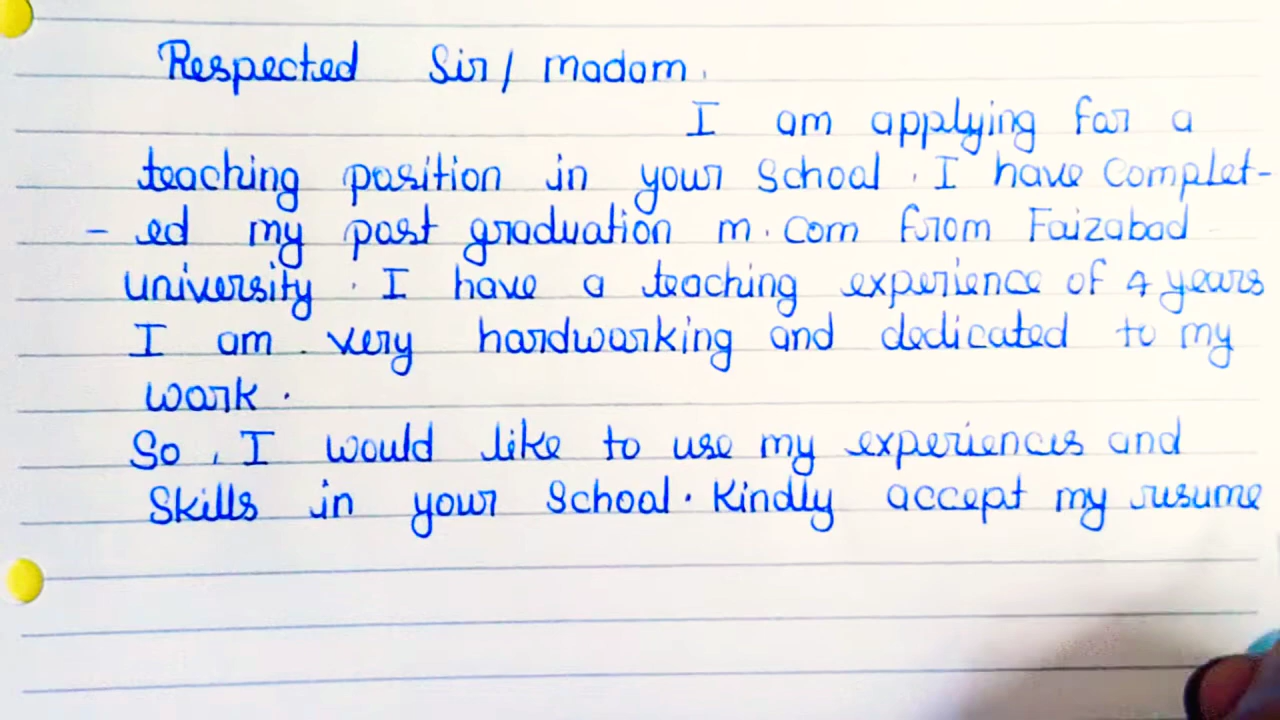 Respected Sir/ madam.
I am applying for a
teaching position in your School. I have Complet-
- ed my post graduation m.com from Faizabad
university. I have a teaching experience of 4 years
I am very hardworking and dedicated to my
work.
So, I would like to use my experiences and
Skills in your School. Kindly accept my resume